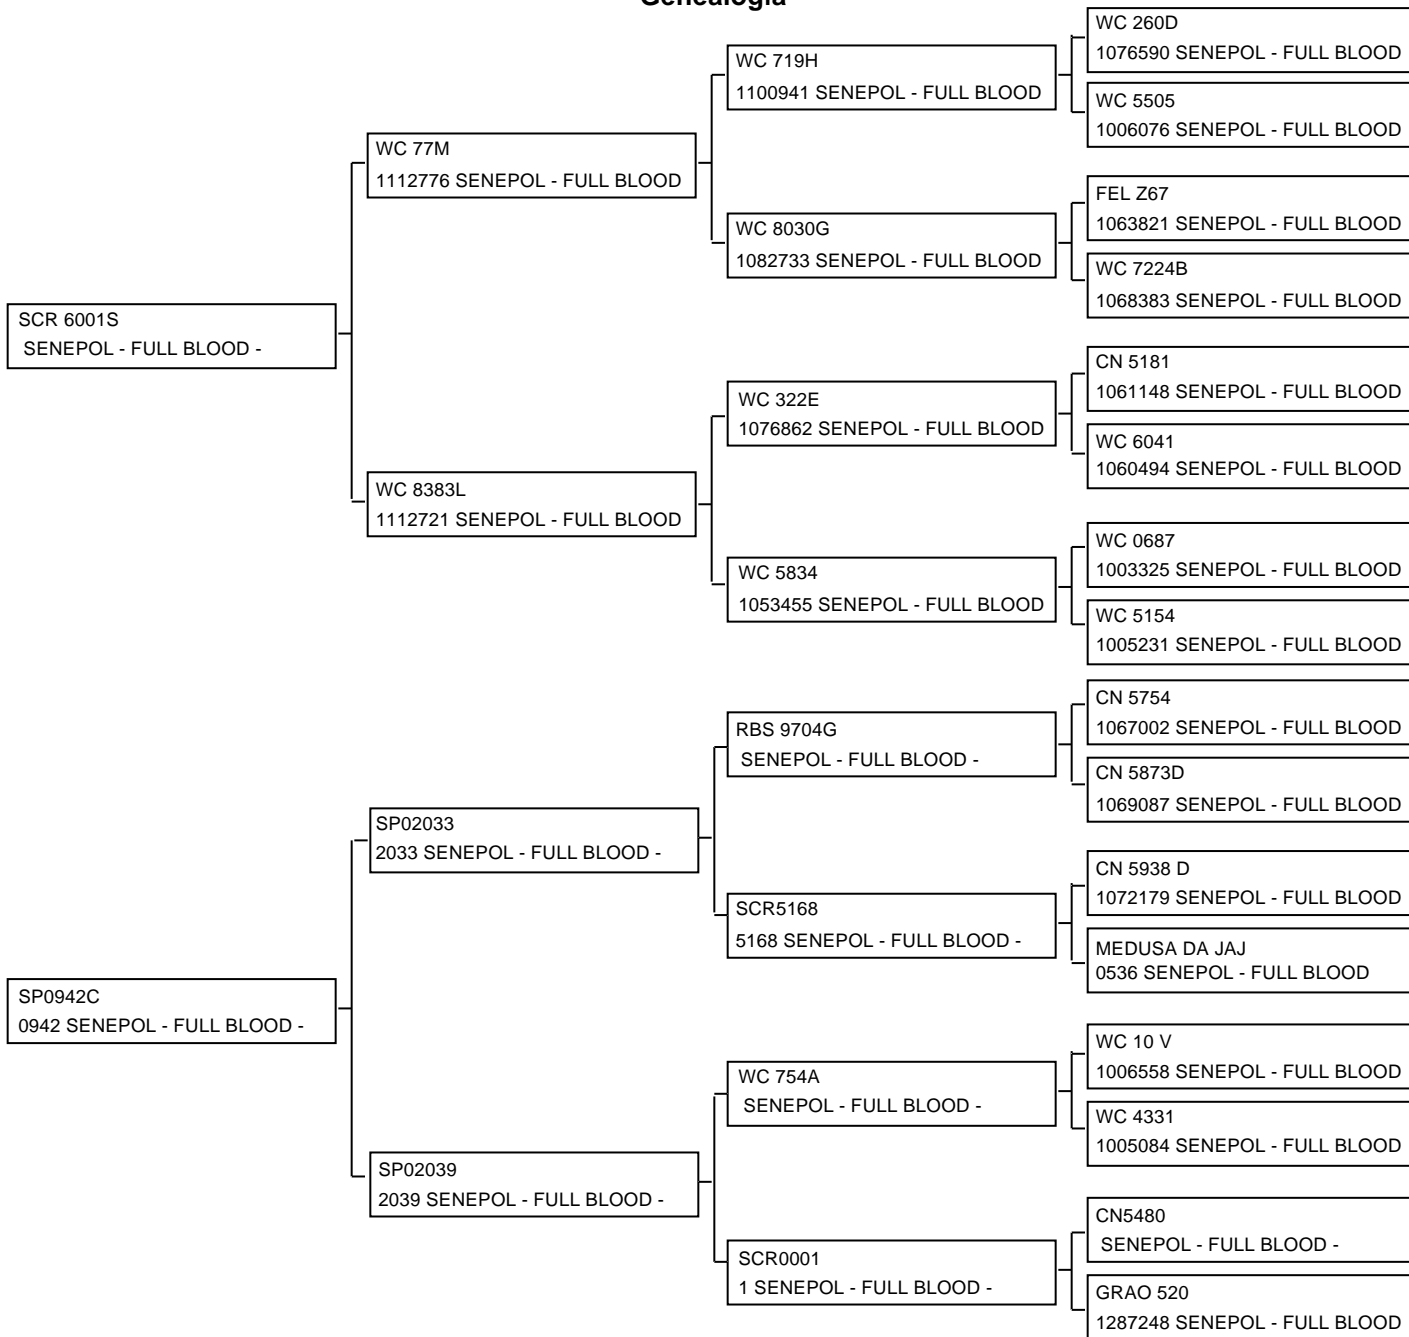 Genealogia
WC 260D
1076590 SENEPOL - FULL BLOOD
WC 719H
1100941 SENEPOL - FULL BLOOD
WC 5505
1006076 SENEPOL - FULL BLOOD
WC 77M
1112776 SENEPOL - FULL BLOOD
FEL Z67
1063821 SENEPOL - FULL BLOOD
WC 8030G
1082733 SENEPOL - FULL BLOOD
WC 7224B
1068383 SENEPOL - FULL BLOOD
SCR 6001S
SENEPOL - FULL BLOOD -
CN 5181
1061148 SENEPOL - FULL BLOOD
WC 322E
1076862 SENEPOL - FULL BLOOD
WC 6041
1060494 SENEPOL - FULL BLOOD
WC 8383L
1112721 SENEPOL - FULL BLOOD
WC 0687
1003325 SENEPOL - FULL BLOOD
WC 5834
1053455 SENEPOL - FULL BLOOD
WC 5154
1005231 SENEPOL - FULL BLOOD
CN 5754
1067002 SENEPOL - FULL BLOOD
RBS 9704G
SENEPOL - FULL BLOOD -
CN 5873D
1069087 SENEPOL - FULL BLOOD
SP02033
2033 SENEPOL - FULL BLOOD -
CN 5938 D
1072179 SENEPOL - FULL BLOOD
SCR5168
5168 SENEPOL - FULL BLOOD -
MEDUSA DA JAJ
0536 SENEPOL - FULL BLOOD
SP0942C
0942 SENEPOL - FULL BLOOD -
WC 10 V
1006558 SENEPOL - FULL BLOOD
WC 754A
SENEPOL - FULL BLOOD -
WC 4331
1005084 SENEPOL - FULL BLOOD
SP02039
2039 SENEPOL - FULL BLOOD -
CN5480
SENEPOL - FULL BLOOD -
SCR0001
1 SENEPOL - FULL BLOOD -
GRAO 520
1287248 SENEPOL - FULL BLOOD